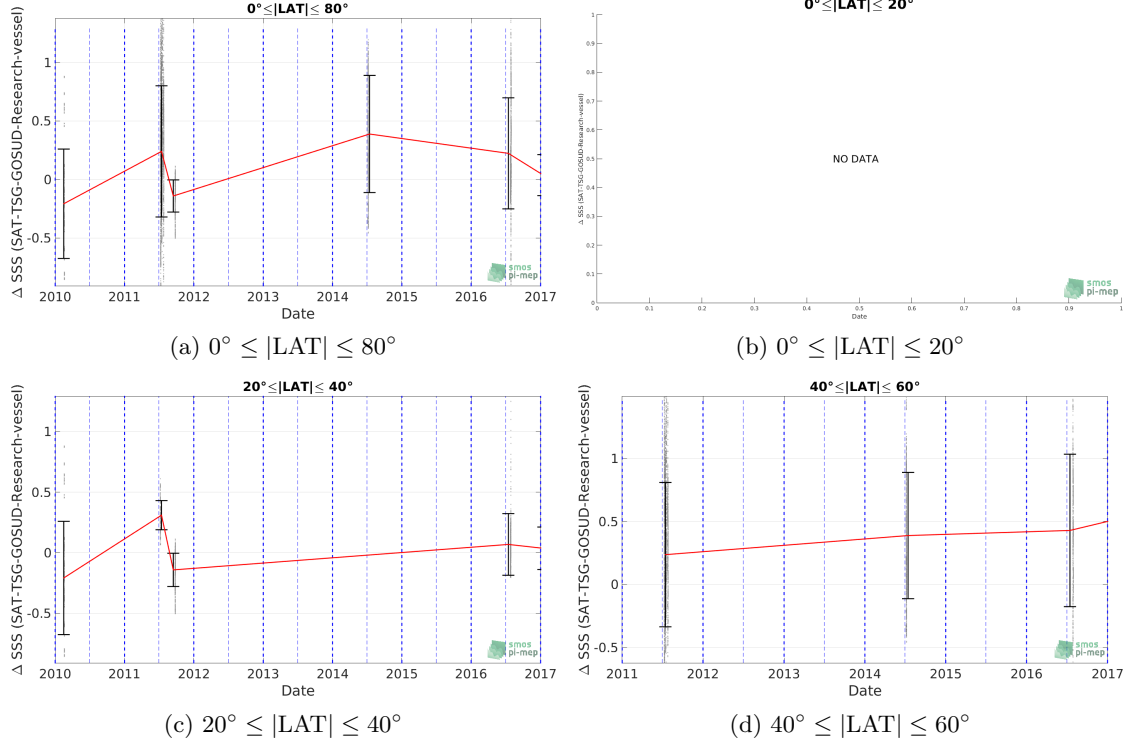 0°≤|LAT|≤ 80°
Δ SSS (SAT-TSG-GOSUD-Research-vessel)
1
0.5
0
-0.5
2010 2011 2012 2013 2014 2015 2016 2017
Date
smos
pi-mep
(a) 0° ≤ |LAT| ≤ 80°
0°≤|LAT|≤ 20°
Δ SSS (SAT-TSG-GOSUD-Research-vessel)
1
0.9
0.8
0.7
0.6
0.5
0.4
0.3
0.2
0.1
0
NO DATA
0 0.1 0.2 0.3 0.4 0.5 0.6 0.7 0.8 0.9 1
Date
smos
pi-mep
(b) 0° ≤ |LAT| ≤ 20°
20°≤|LAT|≤ 40°
Δ SSS (SAT-TSG-GOSUD-Research-vessel)
1
0.5
0
-0.5
2010 2011 2012 2013 2014 2015 2016 2017
Date
smos
pi-mep
(c) 20° ≤ |LAT| ≤ 40°
40°≤|LAT|≤ 60°
Δ SSS (SAT-TSG-GOSUD-Research-vessel)
1
0.5
0
-0.5
2011 2012 2013 2014 2015 2016 2017
Date
smos
pi-mep
(d) 40° ≤ |LAT| ≤ 60°